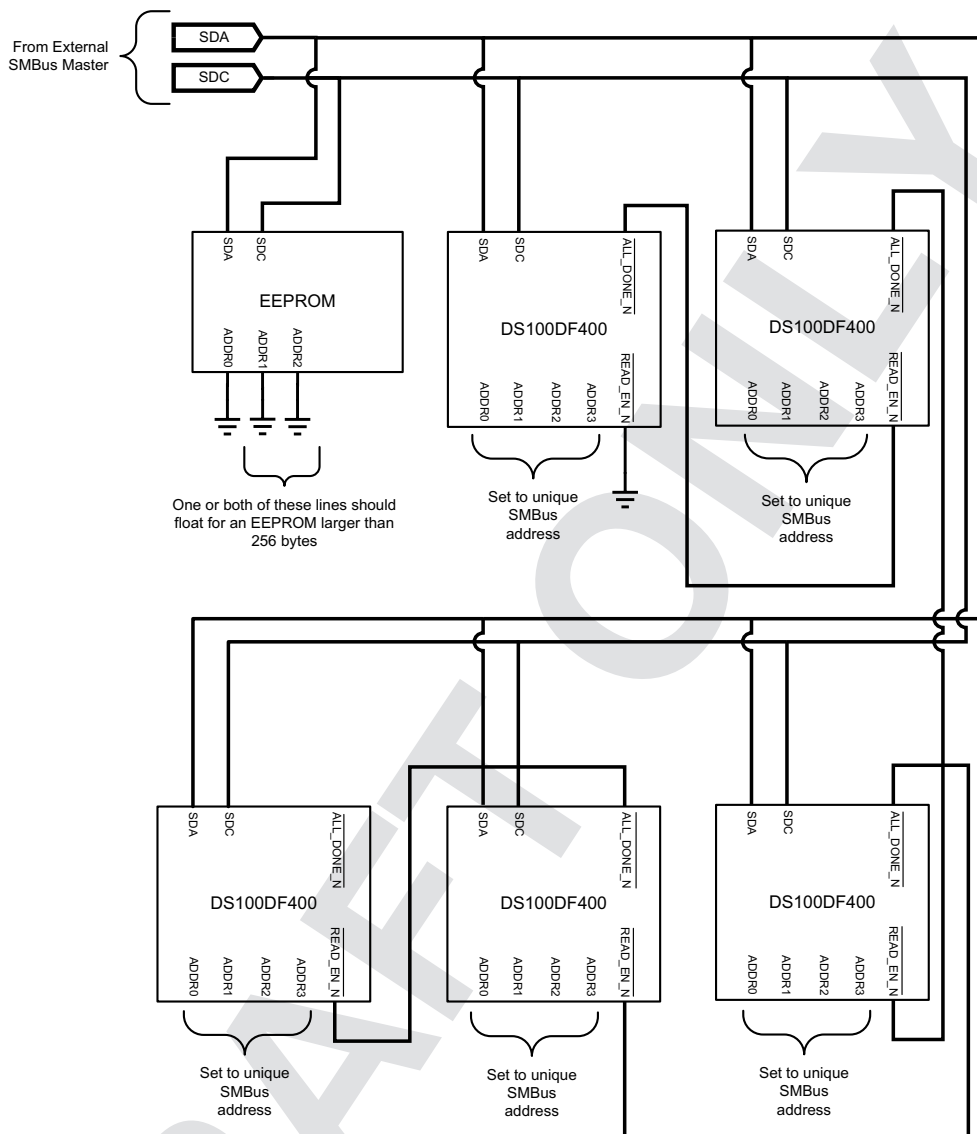 From External
SMBus Master
SDA
SDC
SDA
SDC
EEPROM
ADDR0
ADDR1
ADDR2
One or both of these lines should
float for an EEPROM larger than
256 bytes
SDA
SDC
ALL_DONE_N
DS100DF400
ADDR0
ADDR1
ADDR2
ADDR3
READ_EN_N
Set to unique
SMBus
address
SDA
SDC
ALL_DONE_N
DS100DF400
ADDR0
ADDR1
ADDR2
ADDR3
READ_EN_N
Set to unique
SMBus
address
SDA
SDC
ALL_DONE_N
DS100DF400
ADDR0
ADDR1
ADDR2
ADDR3
READ_EN_N
Set to unique
SMBus
address
SDA
SDC
ALL_DONE_N
DS100DF400
ADDR0
ADDR1
ADDR2
ADDR3
READ_EN_N
Set to unique
SMBus
address
SDA
SDC
ALL_DONE_N
DS100DF400
ADDR0
ADDR1
ADDR2
ADDR3
READ_EN_N
Set to unique
SMBus
address
RAFT ONLY